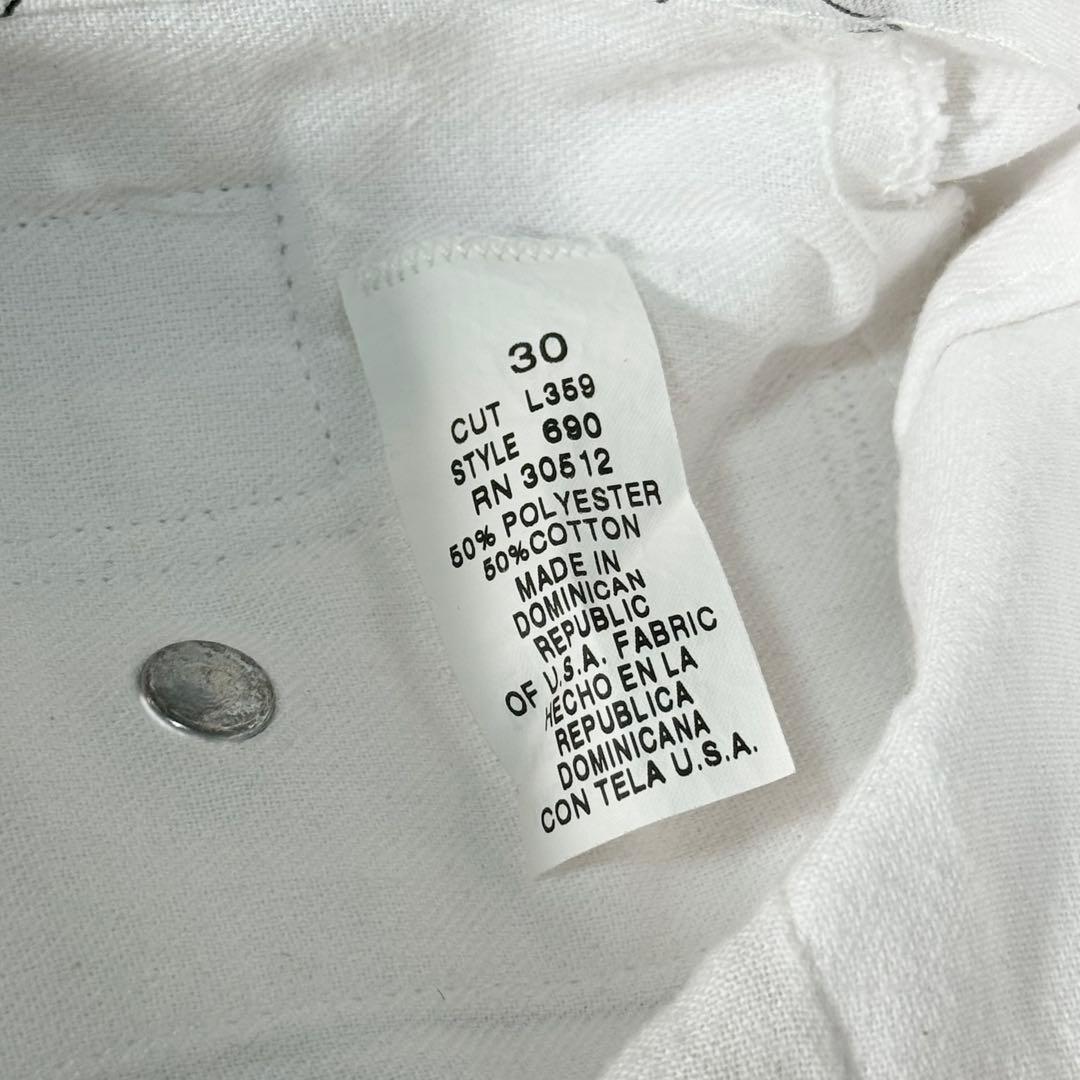 30
CUT L359
STYLE 690
RN 30512
50% POLYESTER
50%COTTON
MADE IN
DOMINICAN
REPUBLIC
OF U.S.A. FABRIC
HECHO EN LA
REPUBLICA
DOMINICANA
CON TELA U.S.A.